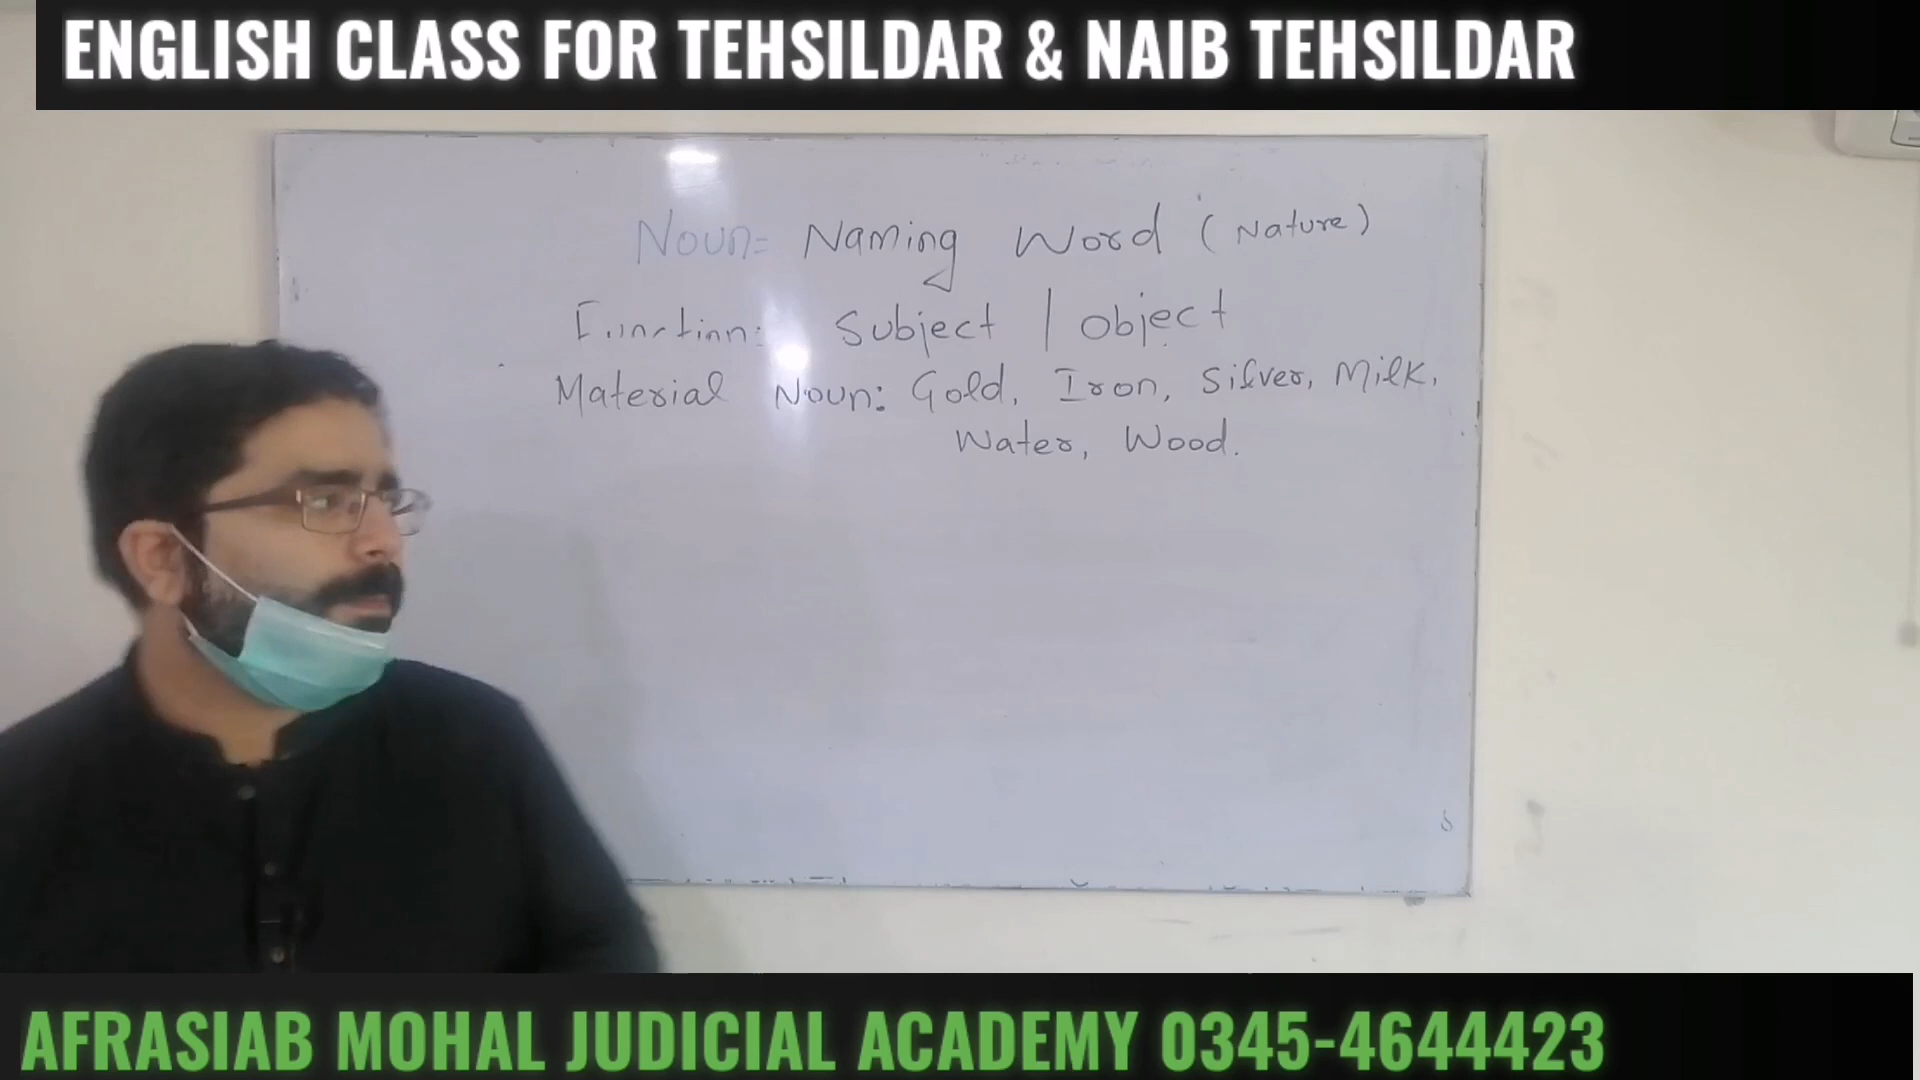 ENGLISH CLASS FOR TEHSILDAR & NAIB TEHSILDAR
Noun= Naming Word (Nature)
Function: Subject / Object
Material Noun: Gold, Iron, Silver, Milk,
Water, Wood.
AFRASIAB MOHAL JUDICIAL ACADEMY 0345-4644423